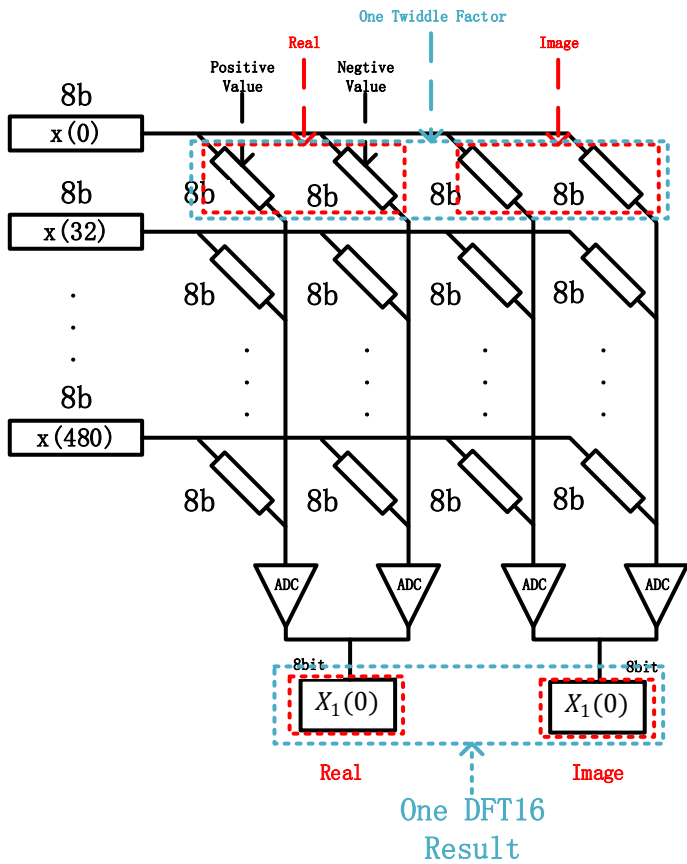 One Twiddle Factor
Real
Image
Positive
Value
Negtive
Value
8b
x(0)
8b
8b
8b
8b
8b
x(32)
8b
8b
8b
8b
8b
x(480)
8b
8b
8b
8b
ADC
ADC
ADC
ADC
8bit
8bit
X₁(0)
X₁(0)
Real
Image
One DFT16
Result